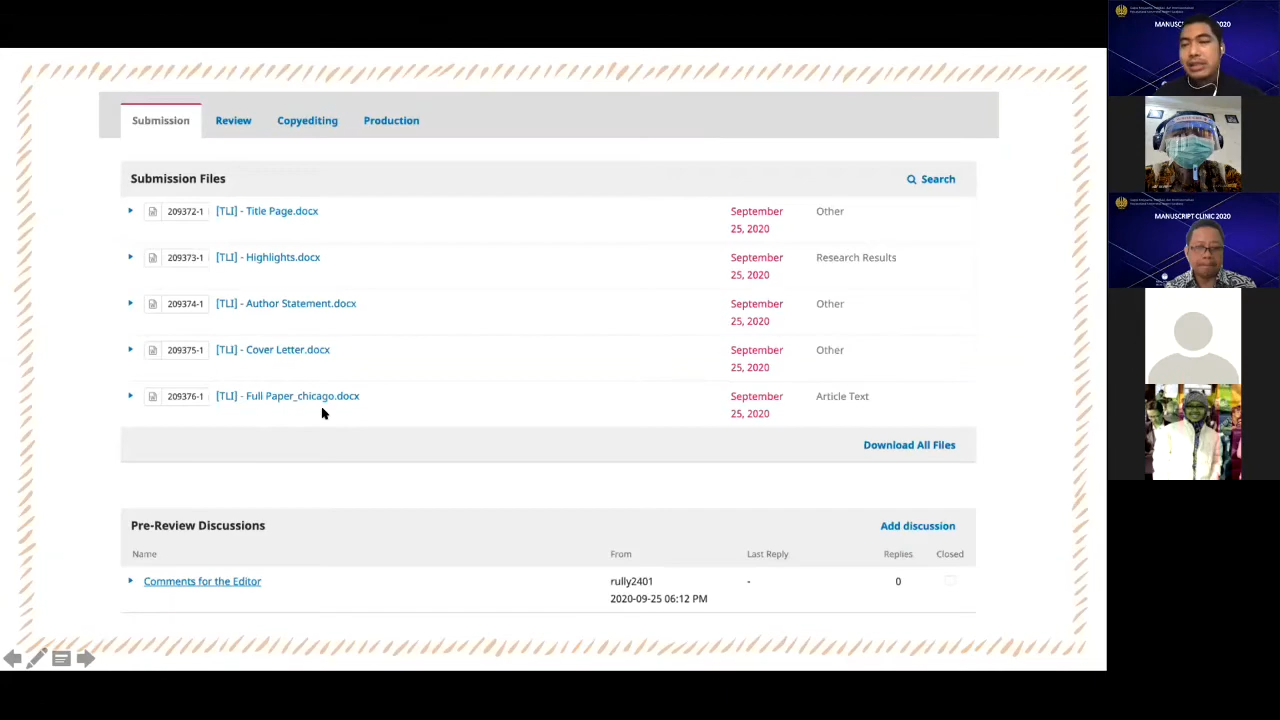 Submission Review Copyediting Production
Submission Files Search
209372-1 [TLI] - Title Page.docx September 25, 2020 Other
209373-1 [TLI] - Highlights.docx September 25, 2020 Research Results
209374-1 [TLI] - Author Statement.docx September 25, 2020 Other
209375-1 [TLI] - Cover Letter.docx September 25, 2020 Other
209376-1 [TLI] - Full Paper_chicago.docx September 25, 2020 Article Text
Download All Files
Pre-Review Discussions Add discussion
Name From Last Reply Replies Closed
Comments for the Editor rully2401 - 0
2020-09-25 06:12 PM
MANUSCRIPT CLINIC 2020